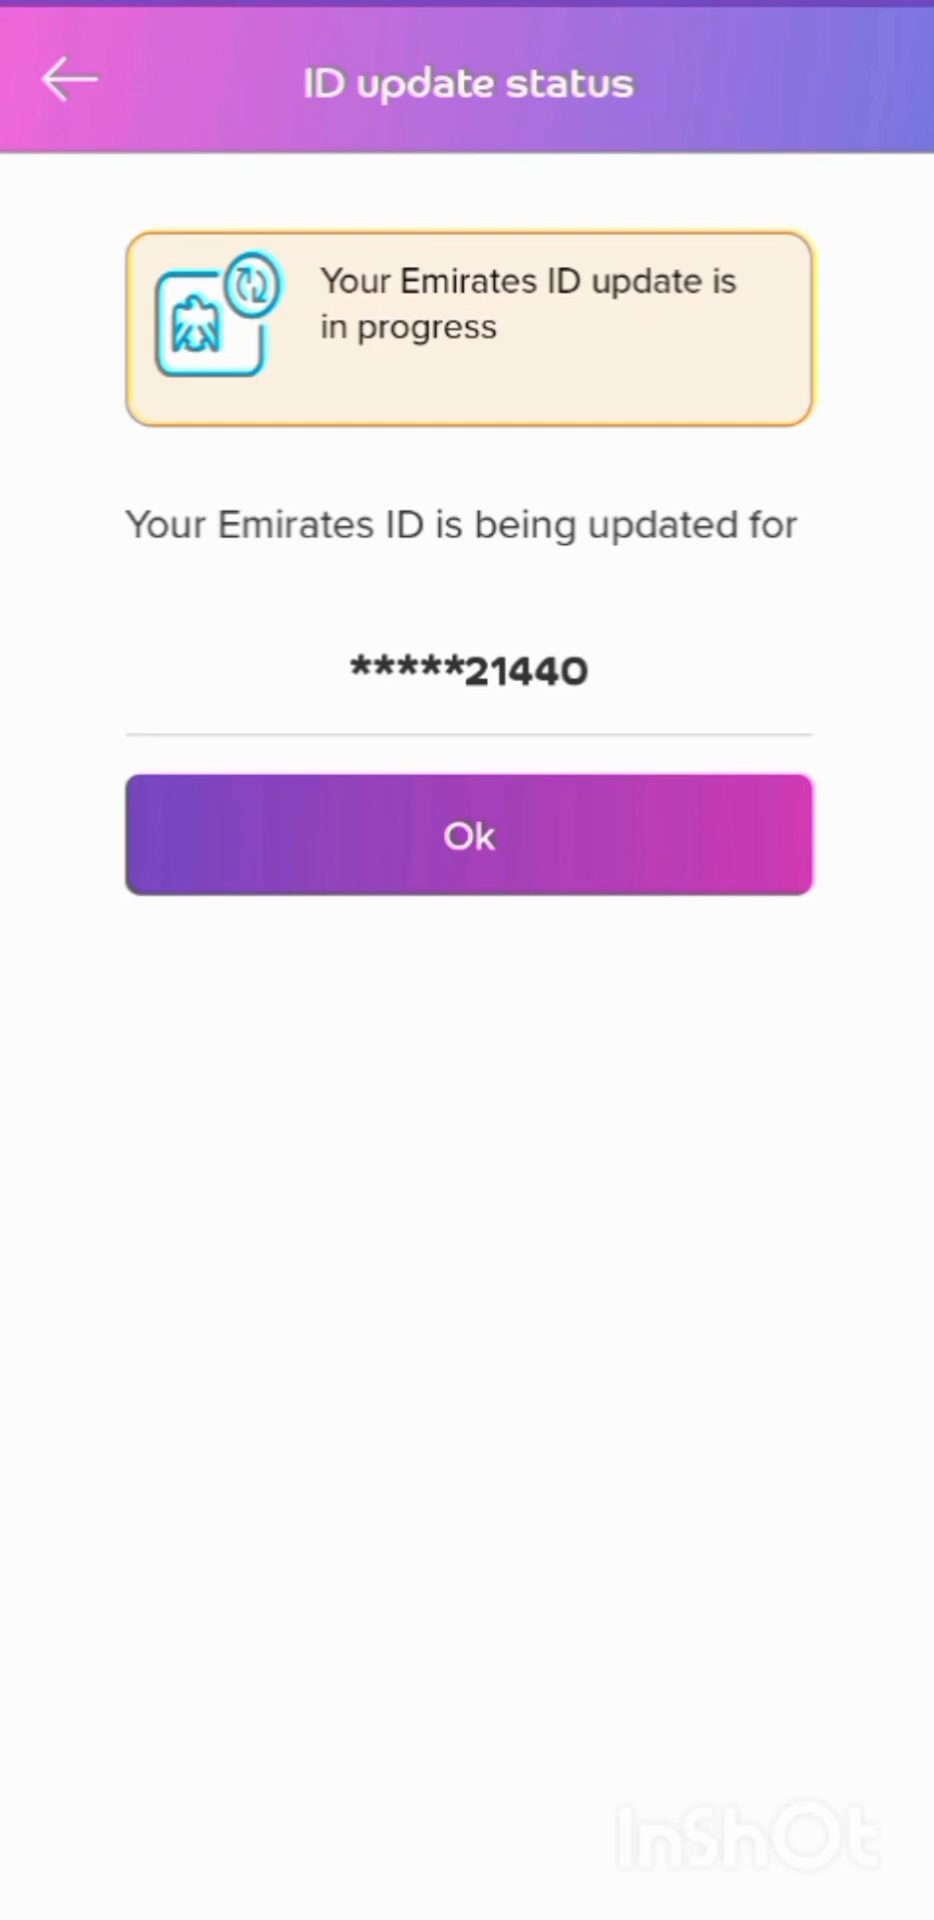 ID update status
Your Emirates ID update is
in progress
Your Emirates ID is being updated for
*****21440
Ok
InShOt